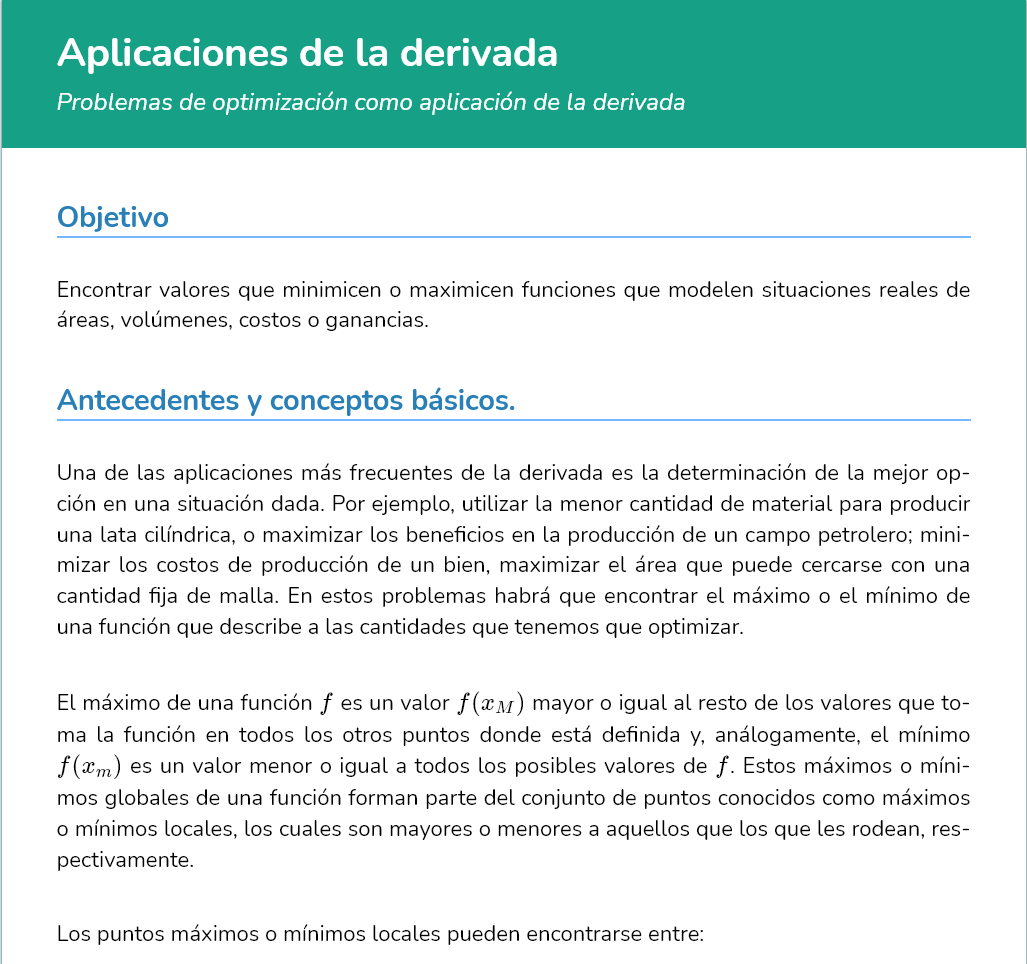 Aplicaciones de la derivada
Problemas de optimización como aplicación de la derivada
Objetivo
Encontrar valores que minimicen o maximicen funciones que modelen situaciones reales de
áreas, volúmenes, costos o ganancias.
Antecedentes y conceptos básicos.
Una de las aplicaciones más frecuentes de la derivada es la determinación de la mejor op-
ción en una situación dada. Por ejemplo, utilizar la menor cantidad de material para producir
una lata cilíndrica, o maximizar los beneficios en la producción de un campo petrolero; mini-
mizar los costos de producción de un bien, maximizar el área que puede cercarse con una
cantidad fija de malla. En estos problemas habrá que encontrar el máximo o el mínimo de
una función que describe a las cantidades que tenemos que optimizar.
El máximo de una función f es un valor f(x_M) mayor o igual al resto de los valores que to-
ma la función en todos los otros puntos donde está definida y, análogamente, el mínimo
f(x_m) es un valor menor o igual a todos los posibles valores de f. Estos máximos o míni-
mos globales de una función forman parte del conjunto de puntos conocidos como máximos
o mínimos locales, los cuales son mayores o menores a aquellos que los que les rodean, res-
pectivamente.
Los puntos máximos o mínimos locales pueden encontrarse entre: